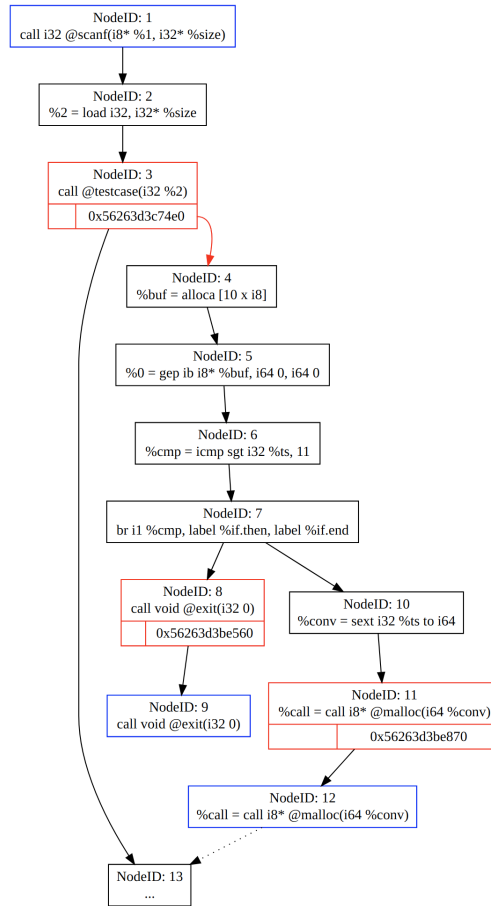 NodeID: 1
call i32 @scanf(i8* %1, i32* %size)
NodeID: 2
%2 = load i32, i32* %size
NodeID: 3
call @testcase(i32 %2)
0x56263d3c74e0
NodeID: 4
%buf = alloca [10 x i8]
NodeID: 5
%0 = gep ib i8* %buf, i64 0, i64 0
NodeID: 6
%cmp = icmp sgt i32 %ts, 11
NodeID: 7
br i1 %cmp, label %if.then, label %if.end
NodeID: 8
call void @exit(i32 0)
0x56263d3be560
NodeID: 10
%conv = sext i32 %ts to i64
NodeID: 9
call void @exit(i32 0)
NodeID: 11
%call = call i8* @malloc(i64 %conv)
0x56263d3be870
NodeID: 12
%call = call i8* @malloc(i64 %conv)
NodeID: 13
...